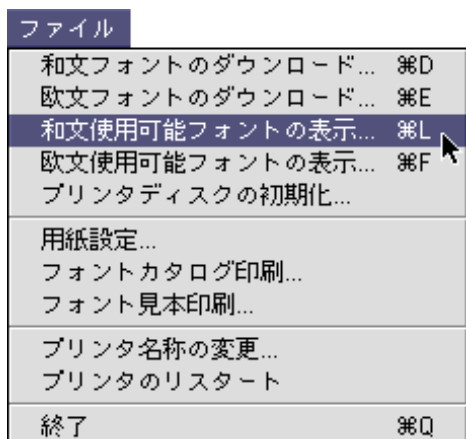 ファイル
和文フォントのダウンロード... ⌘D
欧文フォントのダウンロード... ⌘E
和文使用可能フォントの表示... ⌘L
欧文使用可能フォントの表示... ⌘F
プリンタディスクの初期化...
用紙設定...
フォントカタログ印刷...
フォント見本印刷...
プリンタ名称の変更...
プリンタのリスタート
終了 ⌘Q